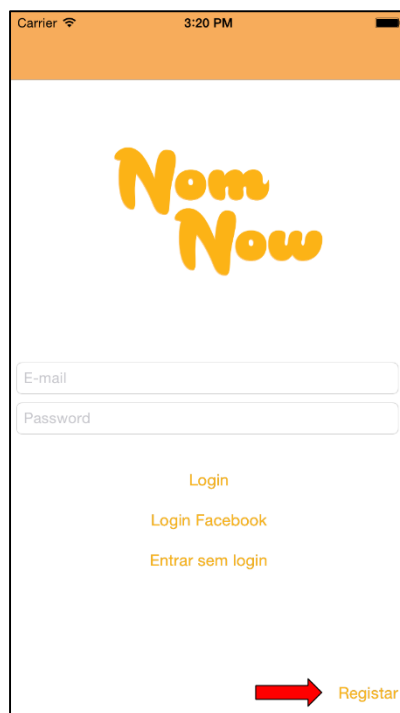 Carrier 3:20 PM
Nom
Now
E-mail
Password
Login
Login Facebook
Entrar sem login
Registar